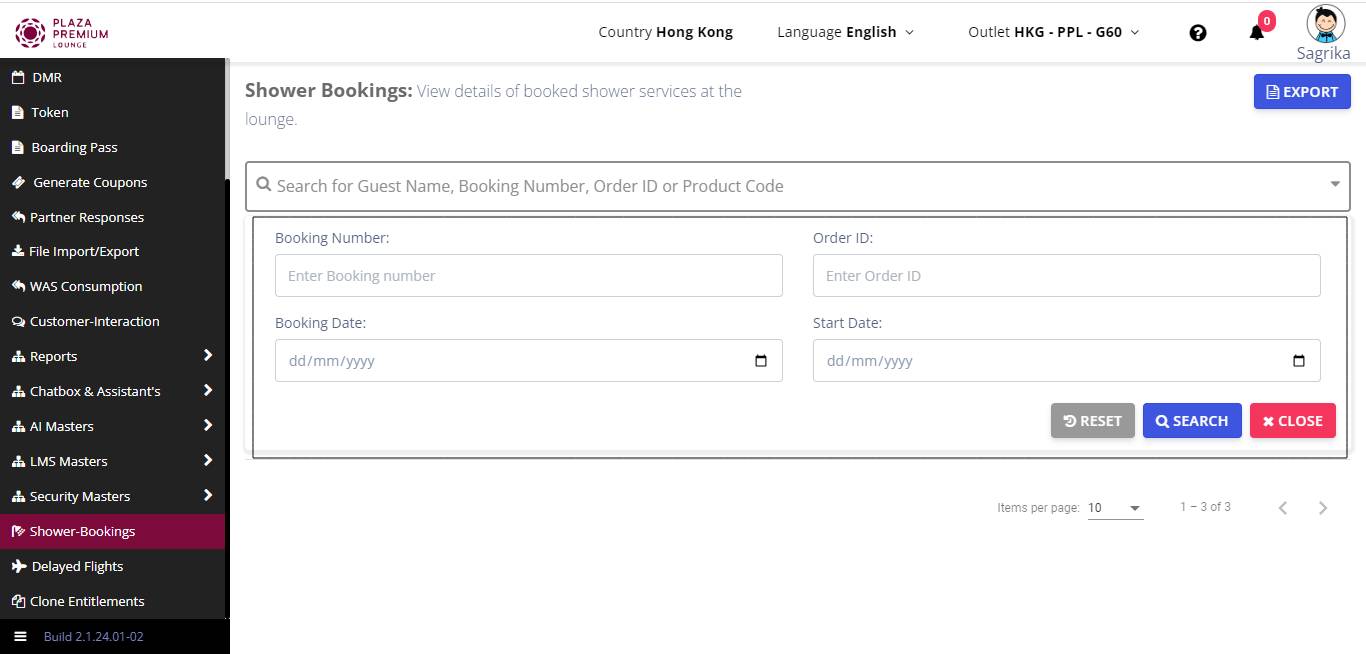 PLAZA
PREMIUM
LOUNGE
Country Hong Kong
Language English
Outlet HKG - PPL - G60
0
Sagrika
DMR
Token
Boarding Pass
Generate Coupons
Partner Responses
File Import/Export
WAS Consumption
Customer-Interaction
Reports
Chatbox & Assistant's
AI Masters
LMS Masters
Security Masters
Shower-Bookings
Delayed Flights
Clone Entitlements
Build 2.1.24.01-02
Shower Bookings: View details of booked shower services at the
lounge.
EXPORT
Search for Guest Name, Booking Number, Order ID or Product Code
Booking Number:
Order ID:
Enter Booking number
Enter Order ID
Booking Date:
Start Date:
dd/mm/yyyy
dd/mm/yyyy
RESET
SEARCH
CLOSE
Items per page: 10
1 – 3 of 3